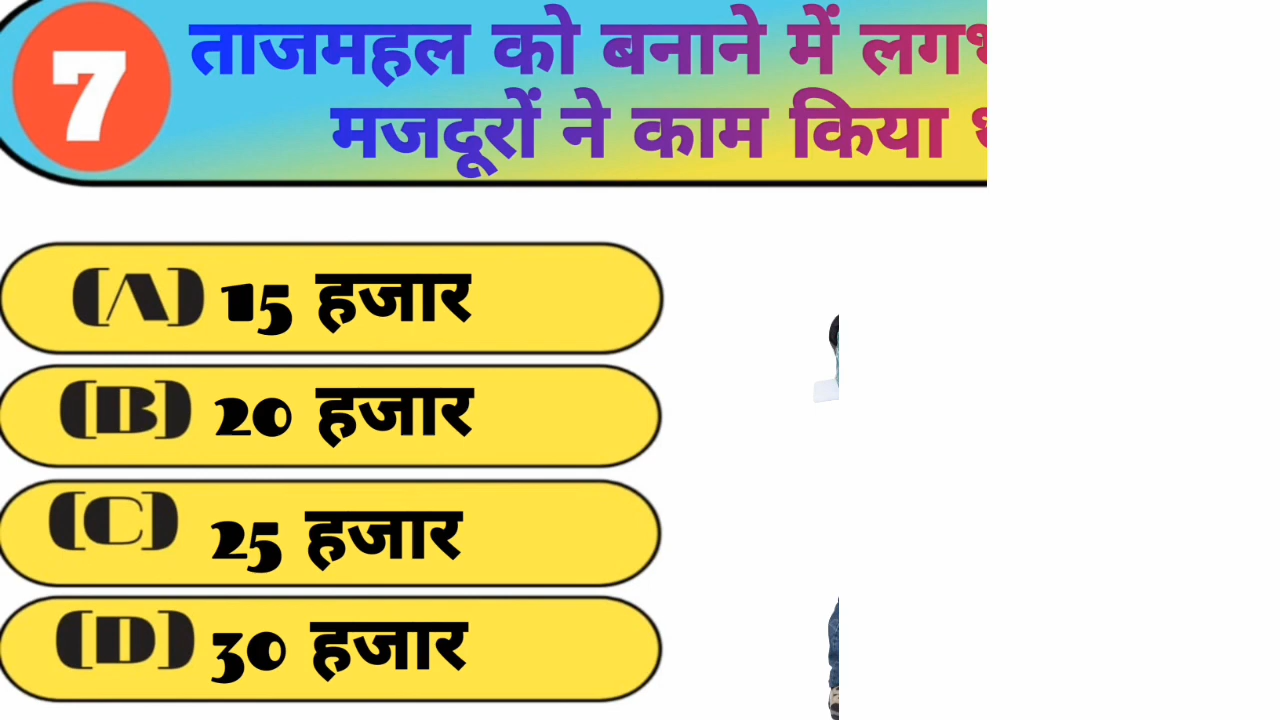 7
ताजमहल को बनाने में
मजदूरों ने काम किया
(A) 15 हजार
(B) 20 हजार
(C) 25 हजार
(D) 30 हजार